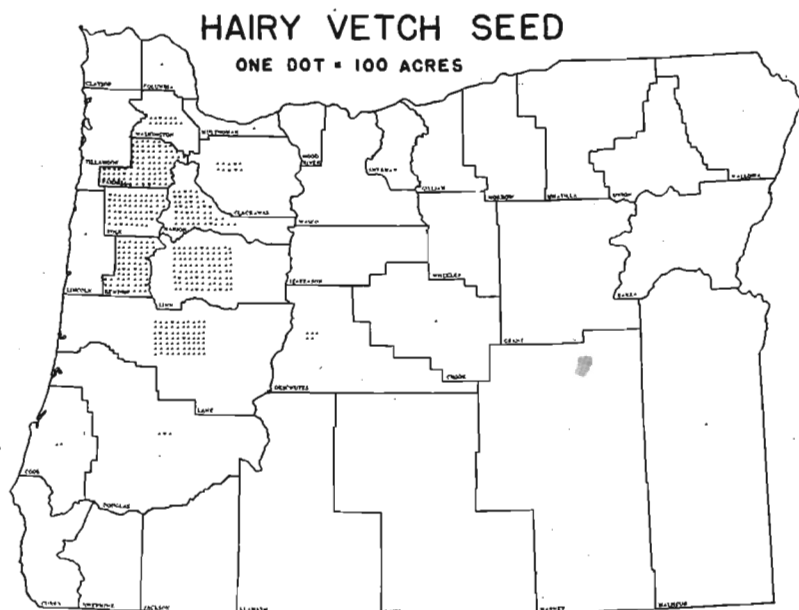 HAIRY VETCH SEED
ONE DOT = 100 ACRES
CLATSOP
COLUMBIA
WASHINGTON
MULTNOMAH
TILLAMOOK
HOOD
RIVER
SHERMAN
GILLIAM
MORROW
UMATILLA
UNION
WALLOWA
CLACKAMAS
WASCO
POLK
MARION
LINCOLN
BENTON
LINN
JEFFERSON
WHEELER
BAKER
GRANT
CROOK
DESCHUTES
LANE
COOS
DOUGLAS
CURRY
JOSEPHINE
JACKSON
KLAMATH
HARNEY
MALHEUR